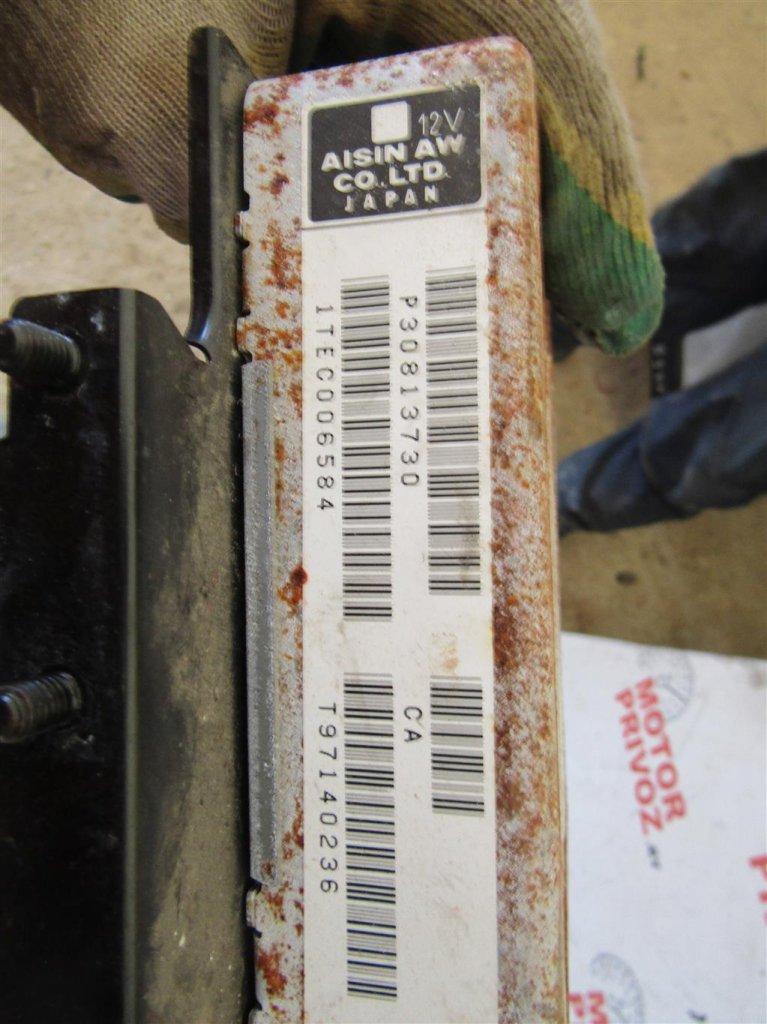 12V
AISIN AW
CO.,LTD
JAPAN
P30813730
1TEC006584
CA
T97140236
MOTOR
PRIVOZ